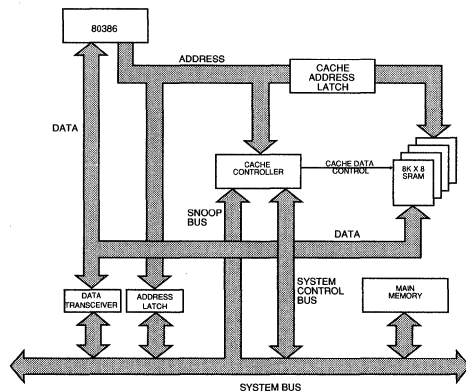 80386
ADDRESS
CACHE
ADDRESS
LATCH
DATA
CACHE
CONTROLLER
CACHE DATA
CONTROL
8K X 8
SRAM
SNOOP
BUS
DATA
SYSTEM
CONTROL
BUS
DATA
TRANSCEIVER
ADDRESS
LATCH
MAIN
MEMORY
SYSTEM BUS